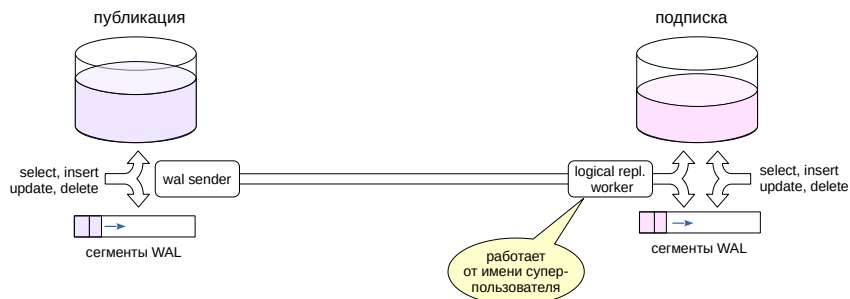 публикация
подписка
select, insert
update, delete
wal sender
logical repl.
worker
select, insert
update, delete
сегменты WAL
сегменты WAL
работает
от имени супер-
пользователя